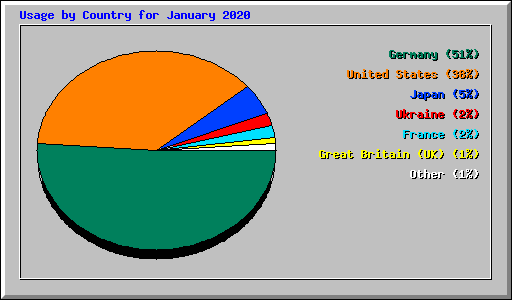 Usage by Country for January 2020
Germany (51%)
United States (38%)
Japan (5%)
Ukraine (2%)
France (2%)
Great Britain (UK) (1%)
Other (1%)